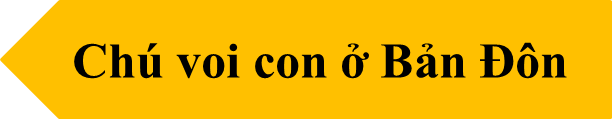 Chú voi con ở Bản Đôn